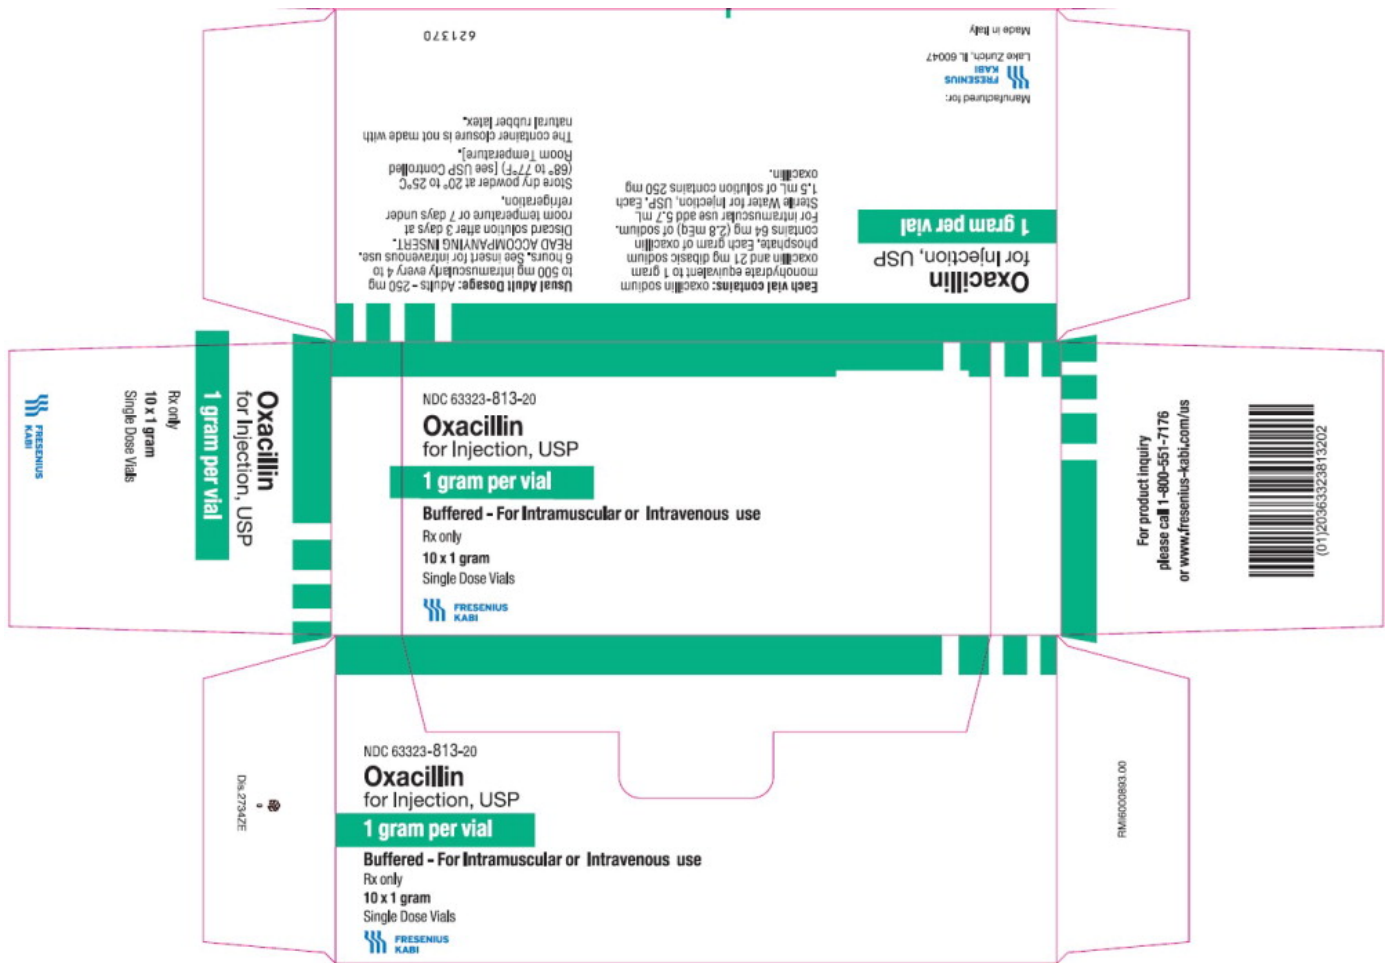 621370
Made in Italy
Lake Zurich, IL 60047
FRESENIUS
KABI
Manufactured for:
Oxacillin
for Injection, USP
1 gram per vial
Each vial contains: oxacillin sodium
monohydrate equivalent to 1 gram
oxacillin and 21 mg dibasic sodium
phosphate. Each gram of oxacillin
contains 64 mg (2.8 mEq) of sodium.
For intramuscular use add 5.7 mL
Sterile Water for Injection, USP. Each
1.5 mL of solution contains 250 mg
oxacillin.
Usual Adult Dosage: Adults - 250 mg
to 500 mg intramuscularly every 4 to
6 hours. See insert for intravenous use.
READ ACCOMPANYING INSERT.
Discard solution after 3 days at
room temperature or 7 days under
refrigeration.
Store dry powder at 20° to 25°C
(68° to 77°F) [see USP Controlled
Room Temperature].
The container closure is not made with
natural rubber latex.
Oxacillin
for Injection, USP
1 gram per vial
Rx only
10 x 1 gram
Single Dose Vials
FRESENIUS
KABI
NDC 63323-813-20
Oxacillin
for Injection, USP
1 gram per vial
Buffered - For Intramuscular or Intravenous use
Rx only
10 x 1 gram
Single Dose Vials
FRESENIUS
KABI
For product inquiry
please call 1-800-551-7176
or www.fresenius-kabi.com/us
(01)20363323813202
NDC 63323-813-20
Oxacillin
for Injection, USP
1 gram per vial
Buffered - For Intramuscular or Intravenous use
Rx only
10 x 1 gram
Single Dose Vials
FRESENIUS
KABI
Dis.2734ZE
RMI6000893.00